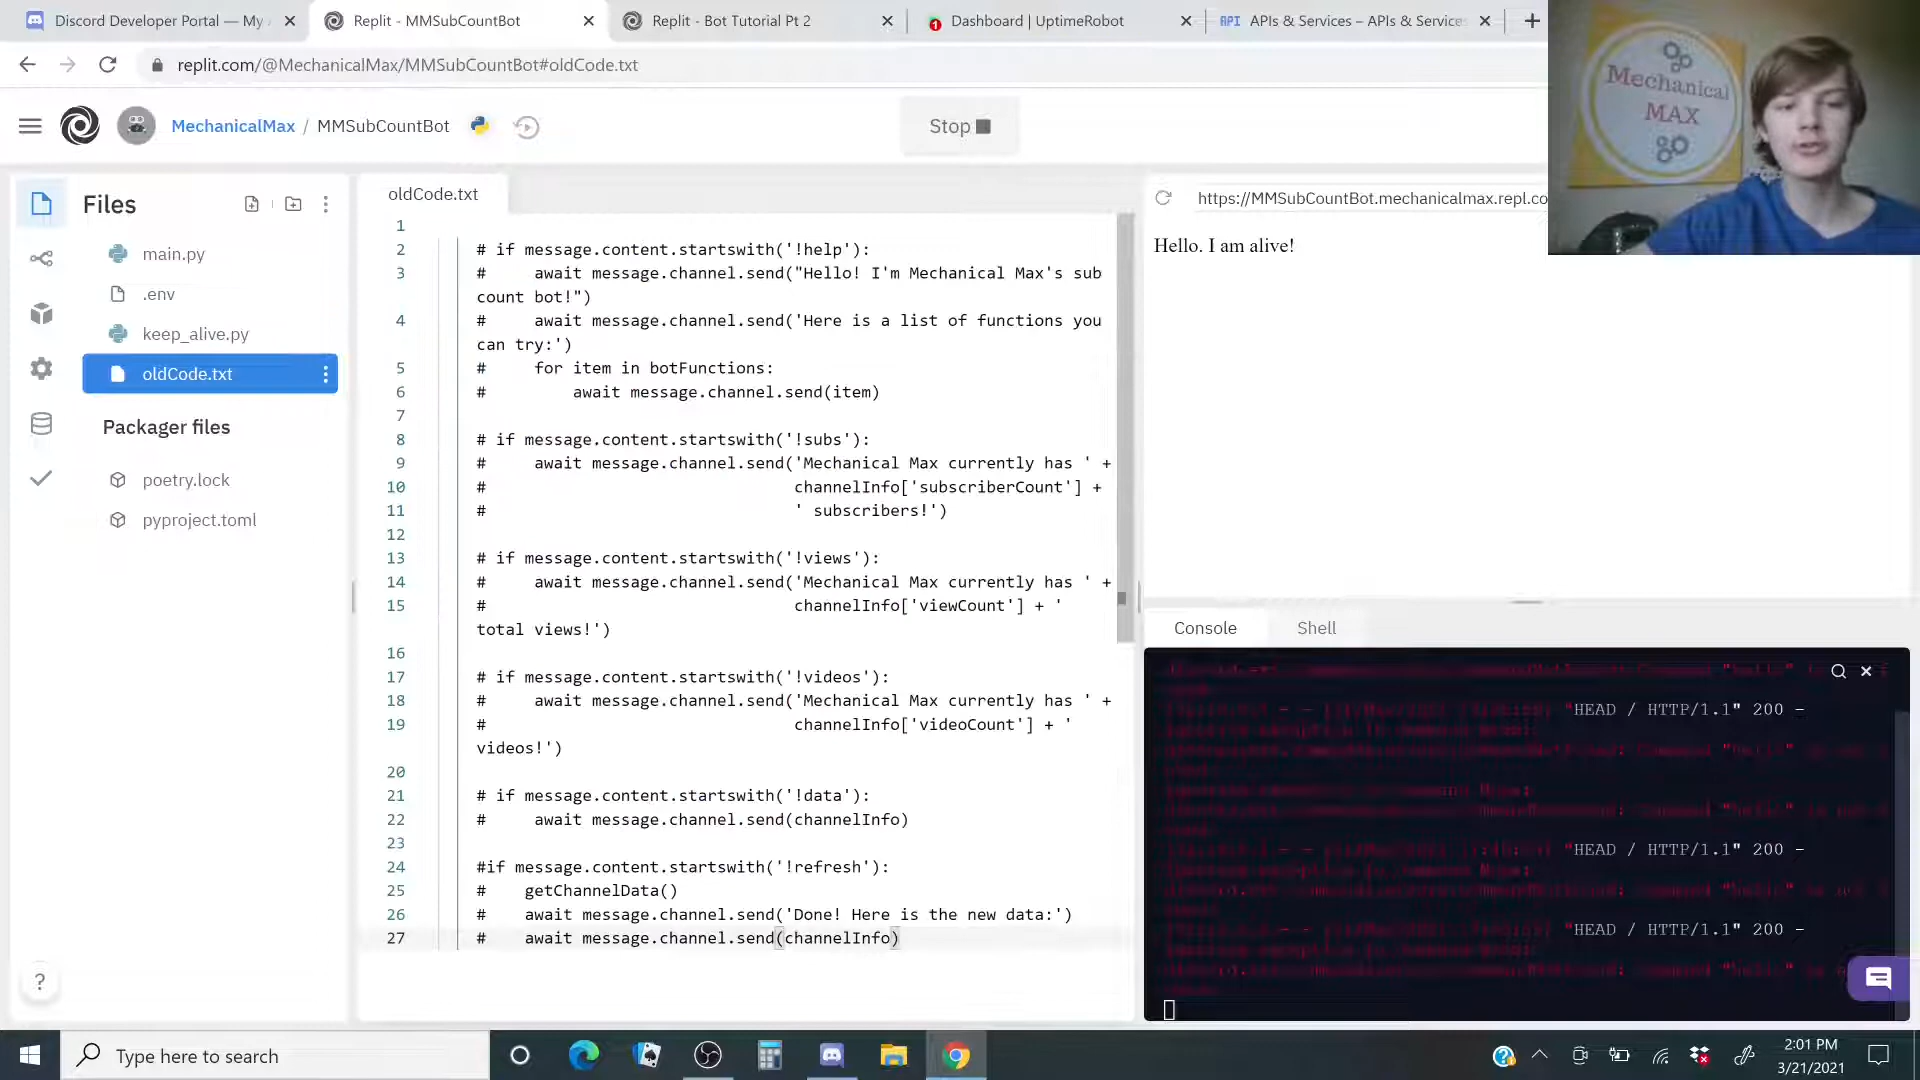 Discord Developer Portal — My
Replit - MMSubCountBot
Replit - Bot Tutorial Pt 2
Dashboard | UptimeRobot
API APIs & Services – APIs & Service
replit.com/@MechanicalMax/MMSubCountBot#oldCode.txt
Mechanical
MAX
MechanicalMax / MMSubCountBot
Stop
Files
main.py
.env
keep_alive.py
oldCode.txt
Packager files
poetry.lock
pyproject.toml
oldCode.txt
1
2 # if message.content.startswith('!help'):
3 #     await message.channel.send("Hello! I'm Mechanical Max's sub
count bot!")
4 #     await message.channel.send('Here is a list of functions you
can try:')
5 #     for item in botFunctions:
6 #         await message.channel.send(item)
7
8 # if message.content.startswith('!subs'):
9 #     await message.channel.send('Mechanical Max currently has ' +
10 #                                channelInfo['subscriberCount'] +
11 #                                ' subscribers!')
12
13 # if message.content.startswith('!views'):
14 #     await message.channel.send('Mechanical Max currently has ' +
15 #                                channelInfo['viewCount'] + '
total views!')
16
17 # if message.content.startswith('!videos'):
18 #     await message.channel.send('Mechanical Max currently has ' +
19 #                                channelInfo['videoCount'] + '
videos!')
20
21 # if message.content.startswith('!data'):
22 #     await message.channel.send(channelInfo)
23
24 #if message.content.startswith('!refresh'):
25 #    getChannelData()
26 #    await message.channel.send('Done! Here is the new data:')
27 #    await message.channel.send(channelInfo)
https://MMSubCountBot.mechanicalmax.repl.co
Hello. I am alive!
Console
Shell
"HEAD / HTTP/1.1" 200 -
"HEAD / HTTP/1.1" 200 -
"HEAD / HTTP/1.1" 200 -
?
Type here to search
2:01 PM
3/21/2021